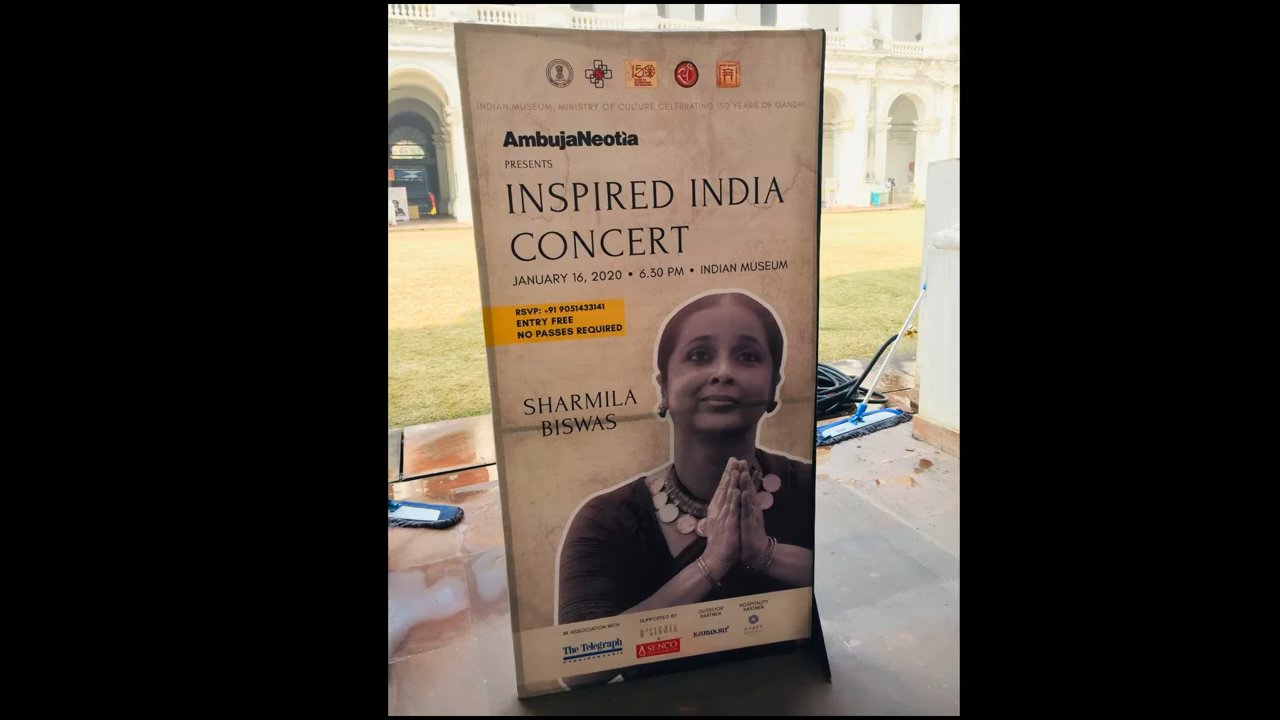 INDIAN MUSEUM, MINISTRY OF CULTURE CELEBRATING 150 YEARS OF GANDHI
AmbujaNeotia
PRESENTS
INSPIRED INDIA
CONCERT
JANUARY 16, 2020 • 6.30 PM • INDIAN MUSEUM
RSVP: +91 9051433141
ENTRY FREE
NO PASSES REQUIRED
SHARMILA
BISWAS
IN ASSOCIATION WITH
The Telegraph
SUPPORTED BY
SENCO
OUTDOOR
PARTNER
HOSPITALITY
PARTNER